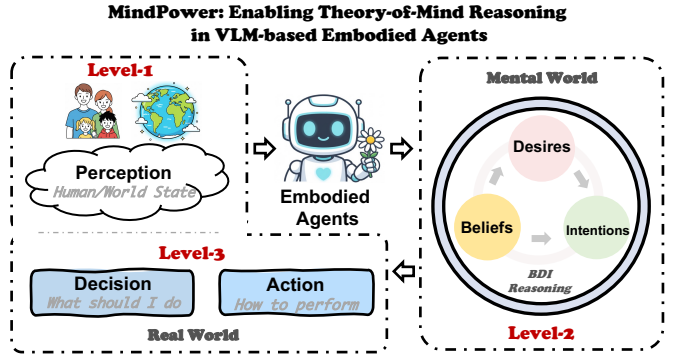 MindPower: Enabling Theory-of-Mind Reasoning
in VLM-based Embodied Agents
Level-1
Perception
Human/World State
Embodied
Agents
Mental World
Desires
Beliefs
Intentions
BDI
Reasoning
Level-2
Level-3
Decision
What should I do
Action
How to perform
Real World